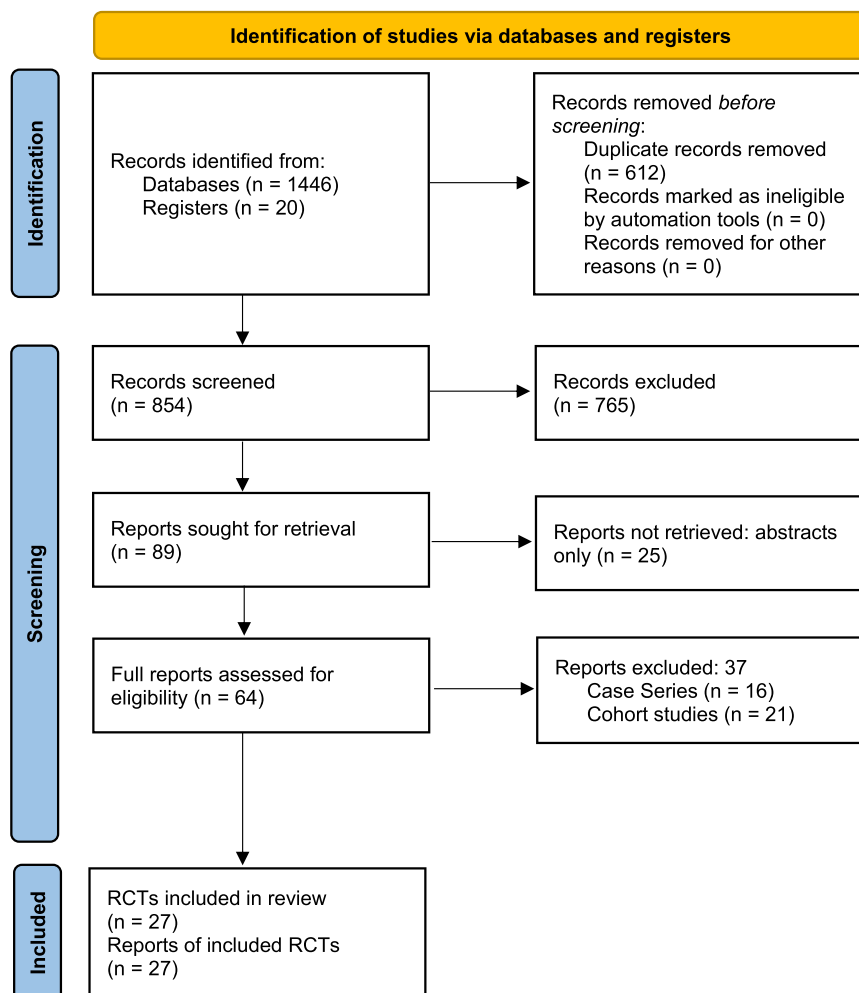 Identification of studies via databases and registers
Identification
Records identified from:
Databases (n = 1446)
Registers (n = 20)
Records removed before
screening:
Duplicate records removed
(n = 612)
Records marked as ineligible
by automation tools (n = 0)
Records removed for other
reasons (n = 0)
Screening
Records screened
(n = 854)
Records excluded
(n = 765)
Reports sought for retrieval
(n = 89)
Reports not retrieved: abstracts
only (n = 25)
Full reports assessed for
eligibility (n = 64)
Reports excluded: 37
Case Series (n = 16)
Cohort studies (n = 21)
Included
RCTs included in review
(n = 27)
Reports of included RCTs
(n = 27)